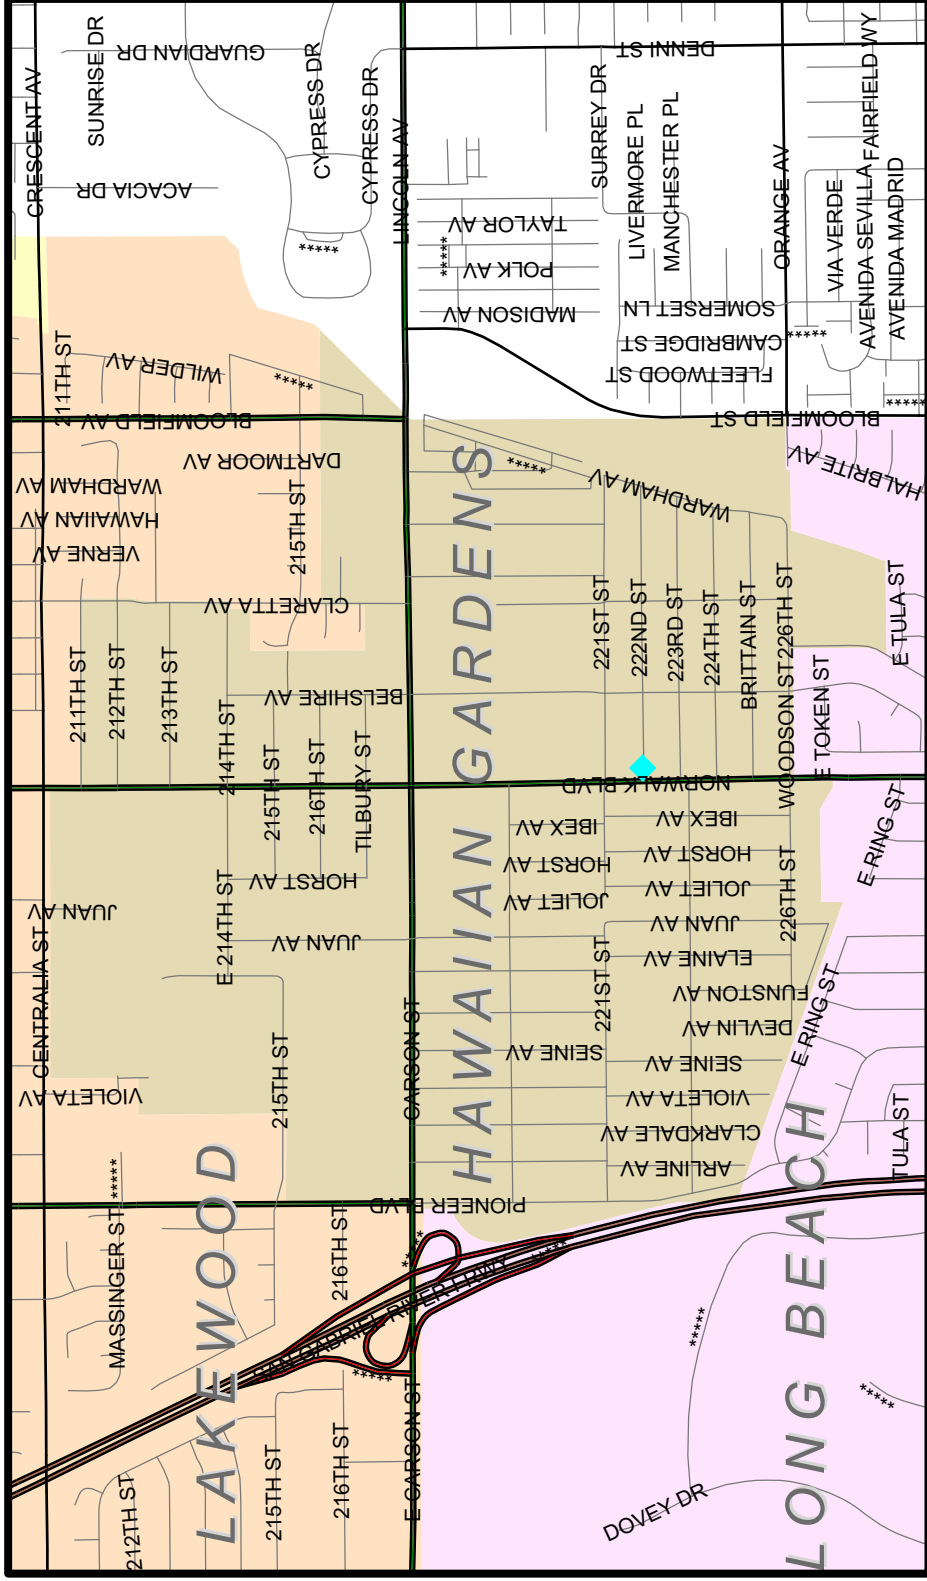 CRESCENT AV
SUNRISE DR
GUARDIAN DR
ACACIA DR
CYPRESS DR
CYPRESS DR
LINCOLN AV
*****
DENNI ST
SURREY DR
LIVERMORE PL
MANCHESTER PL
ORANGE AV
FAIRFIELD WY
VIA VERDE
AVENIDA SEVILLA
AVENIDA MADRID
TAYLOR AV
*****
POLK AV
MADISON AV
SOMERSET LN
CAMBRIDGE ST
*****
FLEETWOOD ST
BLOOMFIELD ST
*****
211TH ST
WILDER AV
*****
BLOOMFIELD AV
DARTMOOR AV
WARDHAM AV
HAWAIIAN AV
VERNE AV
215TH ST
CLARETTA AV
*****
WARDHAM AV
HALBRITE AV
221ST ST
222ND ST
223RD ST
224TH ST
BRITTAIN ST
226TH ST
E TULA ST
WOODSON ST
E TOKEN ST
211TH ST
212TH ST
213TH ST
214TH ST
BELSHIRE AV
215TH ST
216TH ST
TILBURY ST
NORWALK BLVD
IBEX AV
IBEX AV
HORST AV
HORST AV
HORST AV
JOLIET AV
JOLIET AV
JUAN AV
JUAN AV
JUAN AV
E 214TH ST
226TH ST
E RING ST
ELAINE AV
FUNSTON AV
DEVLIN AV
221ST ST
E RING ST
CENTRALIA ST
CARSON ST
SEINE AV
SEINE AV
VIOLETA AV
VIOLETA AV
215TH ST
CLARKDALE AV
ARLINE AV
TULA ST
HAWAIIAN GARDENS
PIONEER BLVD
*****
MASSINGER ST
216TH ST
*****
*****
SAN GABRIEL RIVER FRWY
*****
LAKEWOOD
E CARSON ST
212TH ST
215TH ST
216TH ST
*****
*****
DOVEY DR
LONG BEACH